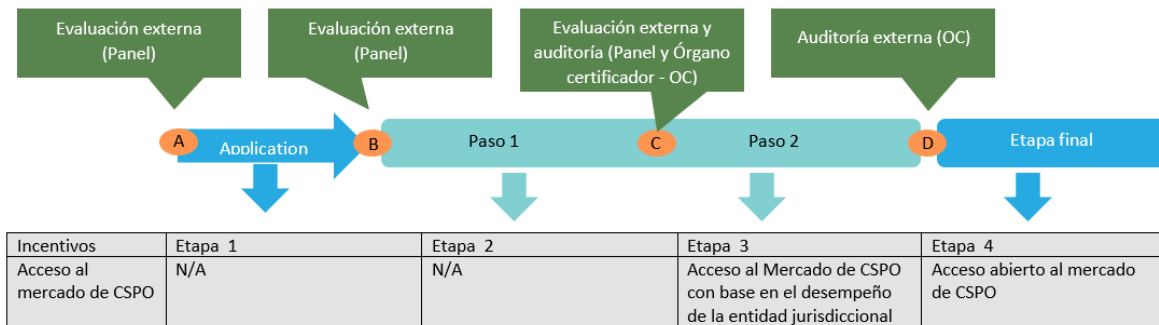 Evaluación externa
(Panel)
Evaluación externa
(Panel)
Evaluación externa y
auditoría (Panel y Órgano
certificador - OC)
Auditoría externa (OC)
A
Application
B
Paso 1
C
Paso 2
D
Etapa final
Incentivos
Etapa 1
Etapa 2
Etapa 3
Etapa 4
Acceso al
mercado de CSPO
N/A
N/A
Acceso al Mercado de CSPO
con base en el desempeño
de la entidad jurisdiccional
Acceso abierto al mercado
de CSPO